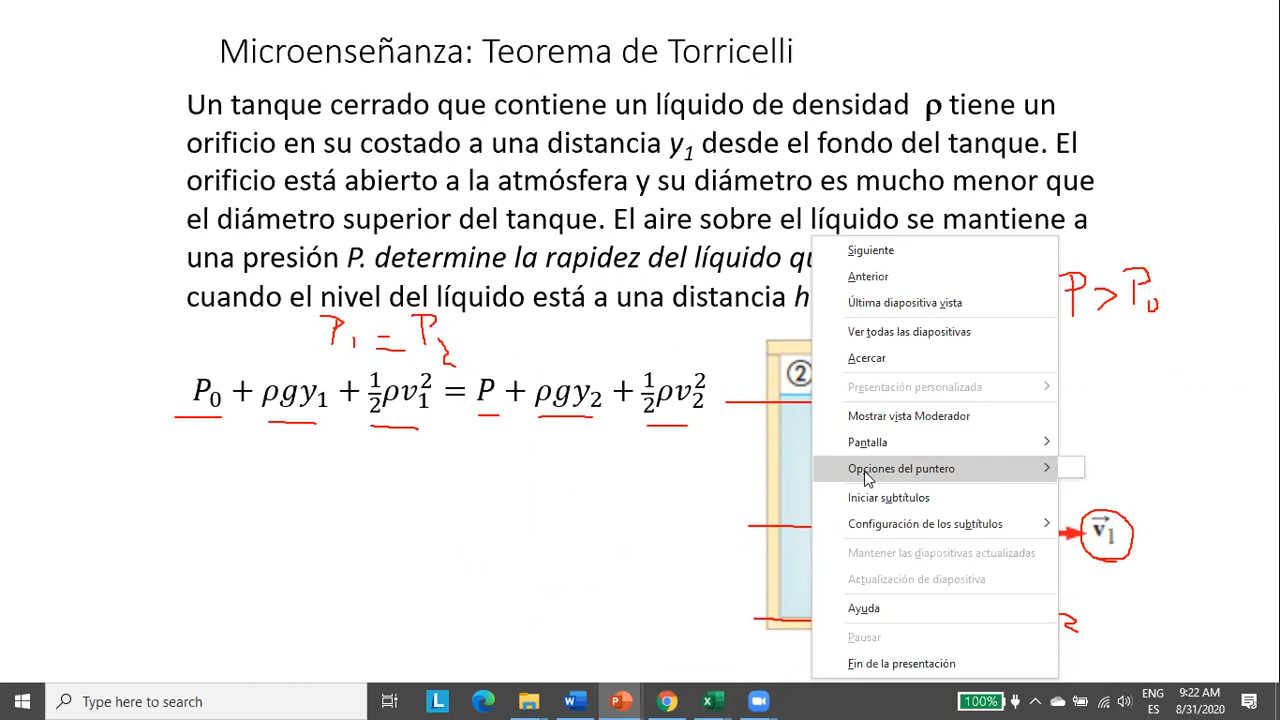 Microenseñanza: Teorema de Torricelli
Un tanque cerrado que contiene un líquido de densidad ρ tiene un
orificio en su costado a una distancia y₁ desde el fondo del tanque. El
orificio está abierto a la atmósfera y su diámetro es mucho menor que
el diámetro superior del tanque. El aire sobre el líquido se mantiene a
una presión P. determine la rapidez del líquido
cuando el nivel del líquido está a una distancia h
P > P₀
P₁ = P₂
P₀ + ρgy₁ + ½ρv₁² = P + ρgy₂ + ½ρv₂²
②
Siguiente
Anterior
Última diapositiva vista
Ver todas las diapositivas
Acercar
Presentación personalizada
Mostrar vista Moderador
Pantalla
Opciones del puntero
Iniciar subtítulos
Configuración de los subtítulos
Mantener las diapositivas actualizadas
Actualización de diapositiva
Ayuda
Pausar
Fin de la presentación
v⃗₁
Type here to search
100%
ENG
ES
9:22 AM
8/31/2020